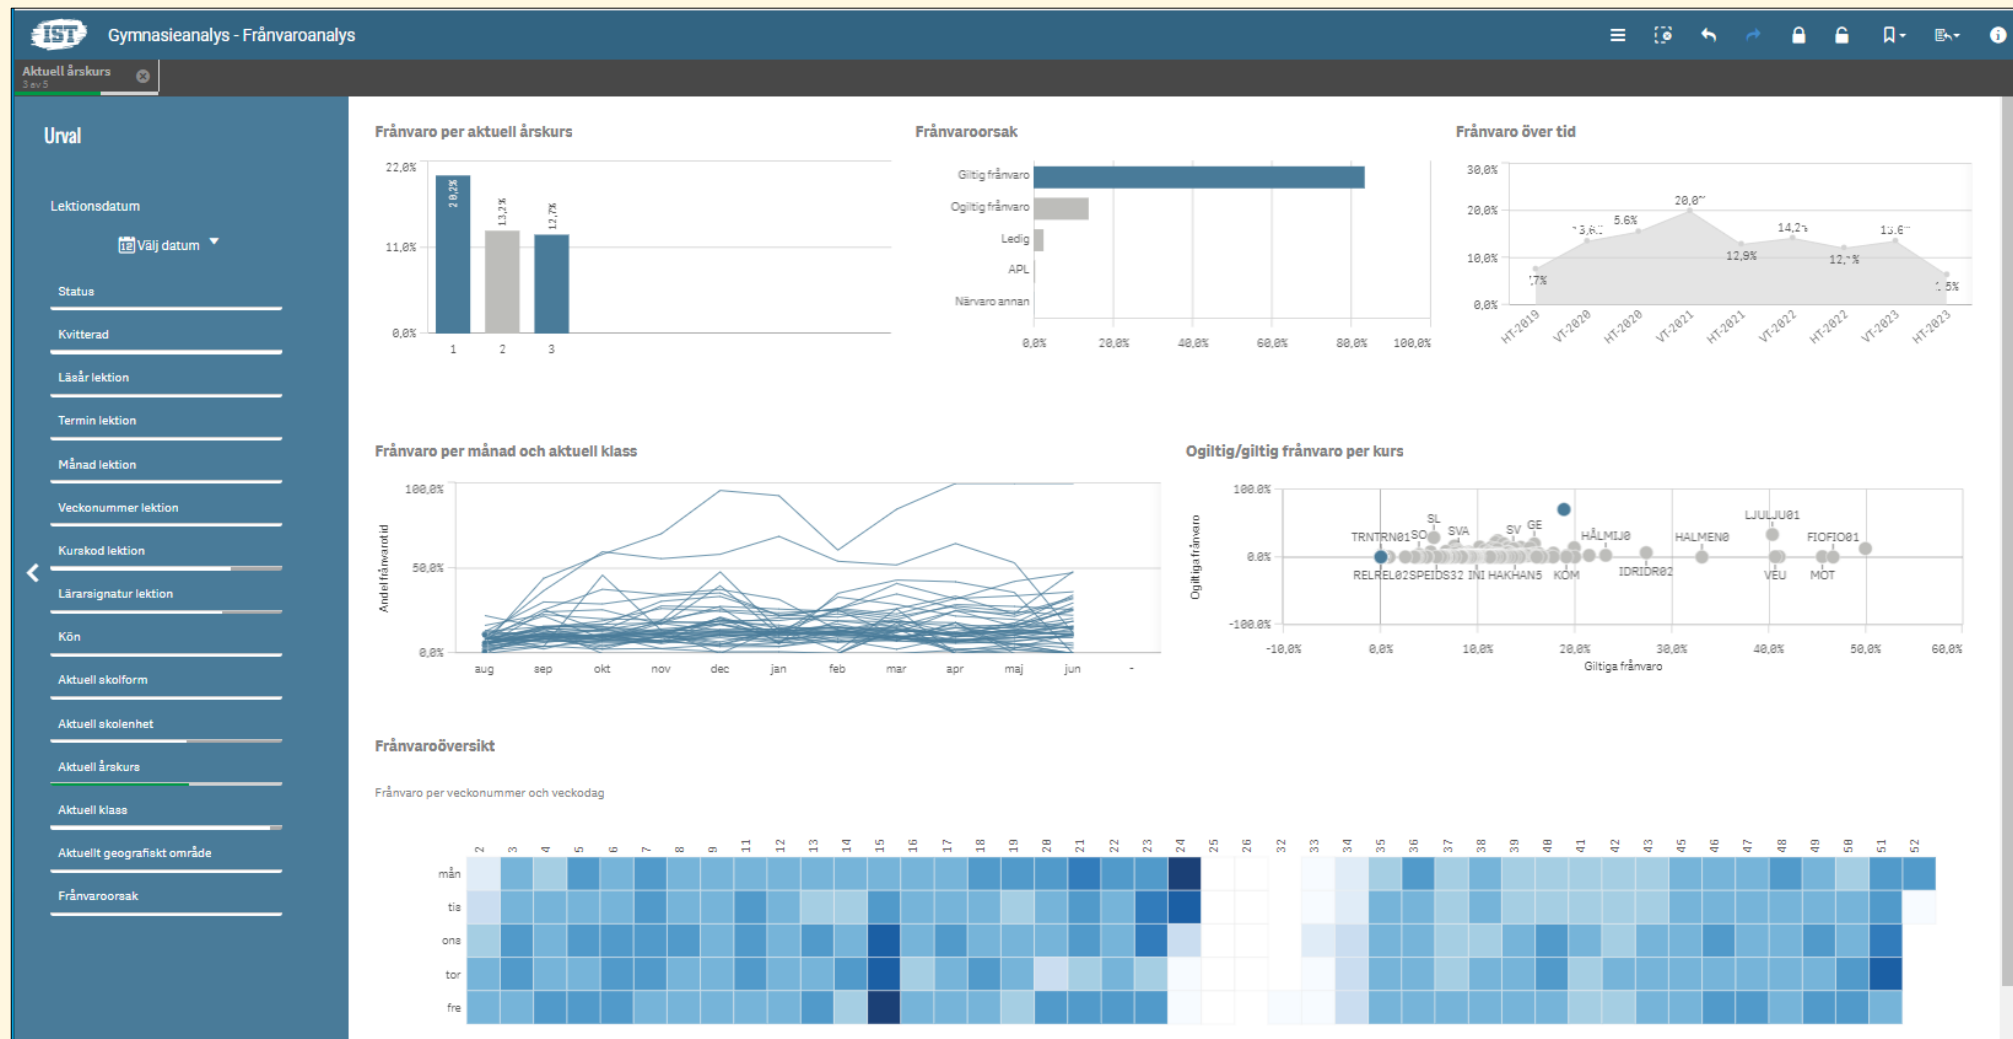 IST Gymnasieanalys - Frånvaroanalys
Aktuell årskurs
3 av 5
Urval
Lektionsdatum
12 Välj datum
Status
Kvitterad
Läsår lektion
Termin lektion
Månad lektion
Veckonummer lektion
Kurskod lektion
Lärarsignatur lektion
Kön
Aktuell skolform
Aktuell skolenhet
Aktuell årskurs
Aktuell klass
Aktuellt geografiskt område
Frånvaroorsak
Frånvaro per aktuell årskurs
22,0%
11,0%
0,0%
20,2%
13,2%
12,7%
1 2 3
Frånvaroorsak
Giltig frånvaro
Ogiltig frånvaro
Ledig
APL
Närvaro annan
0,0% 20,0% 40,0% 60,0% 80,0% 100,0%
Frånvaro över tid
30,0%
20,0%
10,0%
0,0%
5.6%
12,9%
14,2%
HT-2019 VT-2020 HT-2020 VT-2021 HT-2021 VT-2022 HT-2022 VT-2023 HT-2023
Frånvaro per månad och aktuell klass
Andel frånvarotid
100,0%
50,0%
0,0%
aug sep okt nov dec jan feb mar apr maj jun -
Ogiltig/giltig frånvaro per kurs
Ogiltiga frånvaro
100.0%
0.0%
-100.0%
SL
LJULJU01
TRNTRN01 SO SVA SV GE HÅLMIJ0 HALMEN0 FIOFIO01
RELREL02 SPEIDS32 INI HAKHAN5 KOM IDRIDR02 VEU MOT
-10,0% 0,0% 10,0% 20,0% 30,0% 40,0% 50,0% 60,0%
Giltiga frånvaro
Frånvaroöversikt
Frånvaro per veckonummer och veckodag
2 3 4 5 6 7 8 9 11 12 13 14 15 16 17 18 19 20 21 22 23 24 25 26 32 33 34 35 36 37 38 39 40 41 42 43 45 46 47 48 49 50 51 52
mån
tis
ons
tor
fre